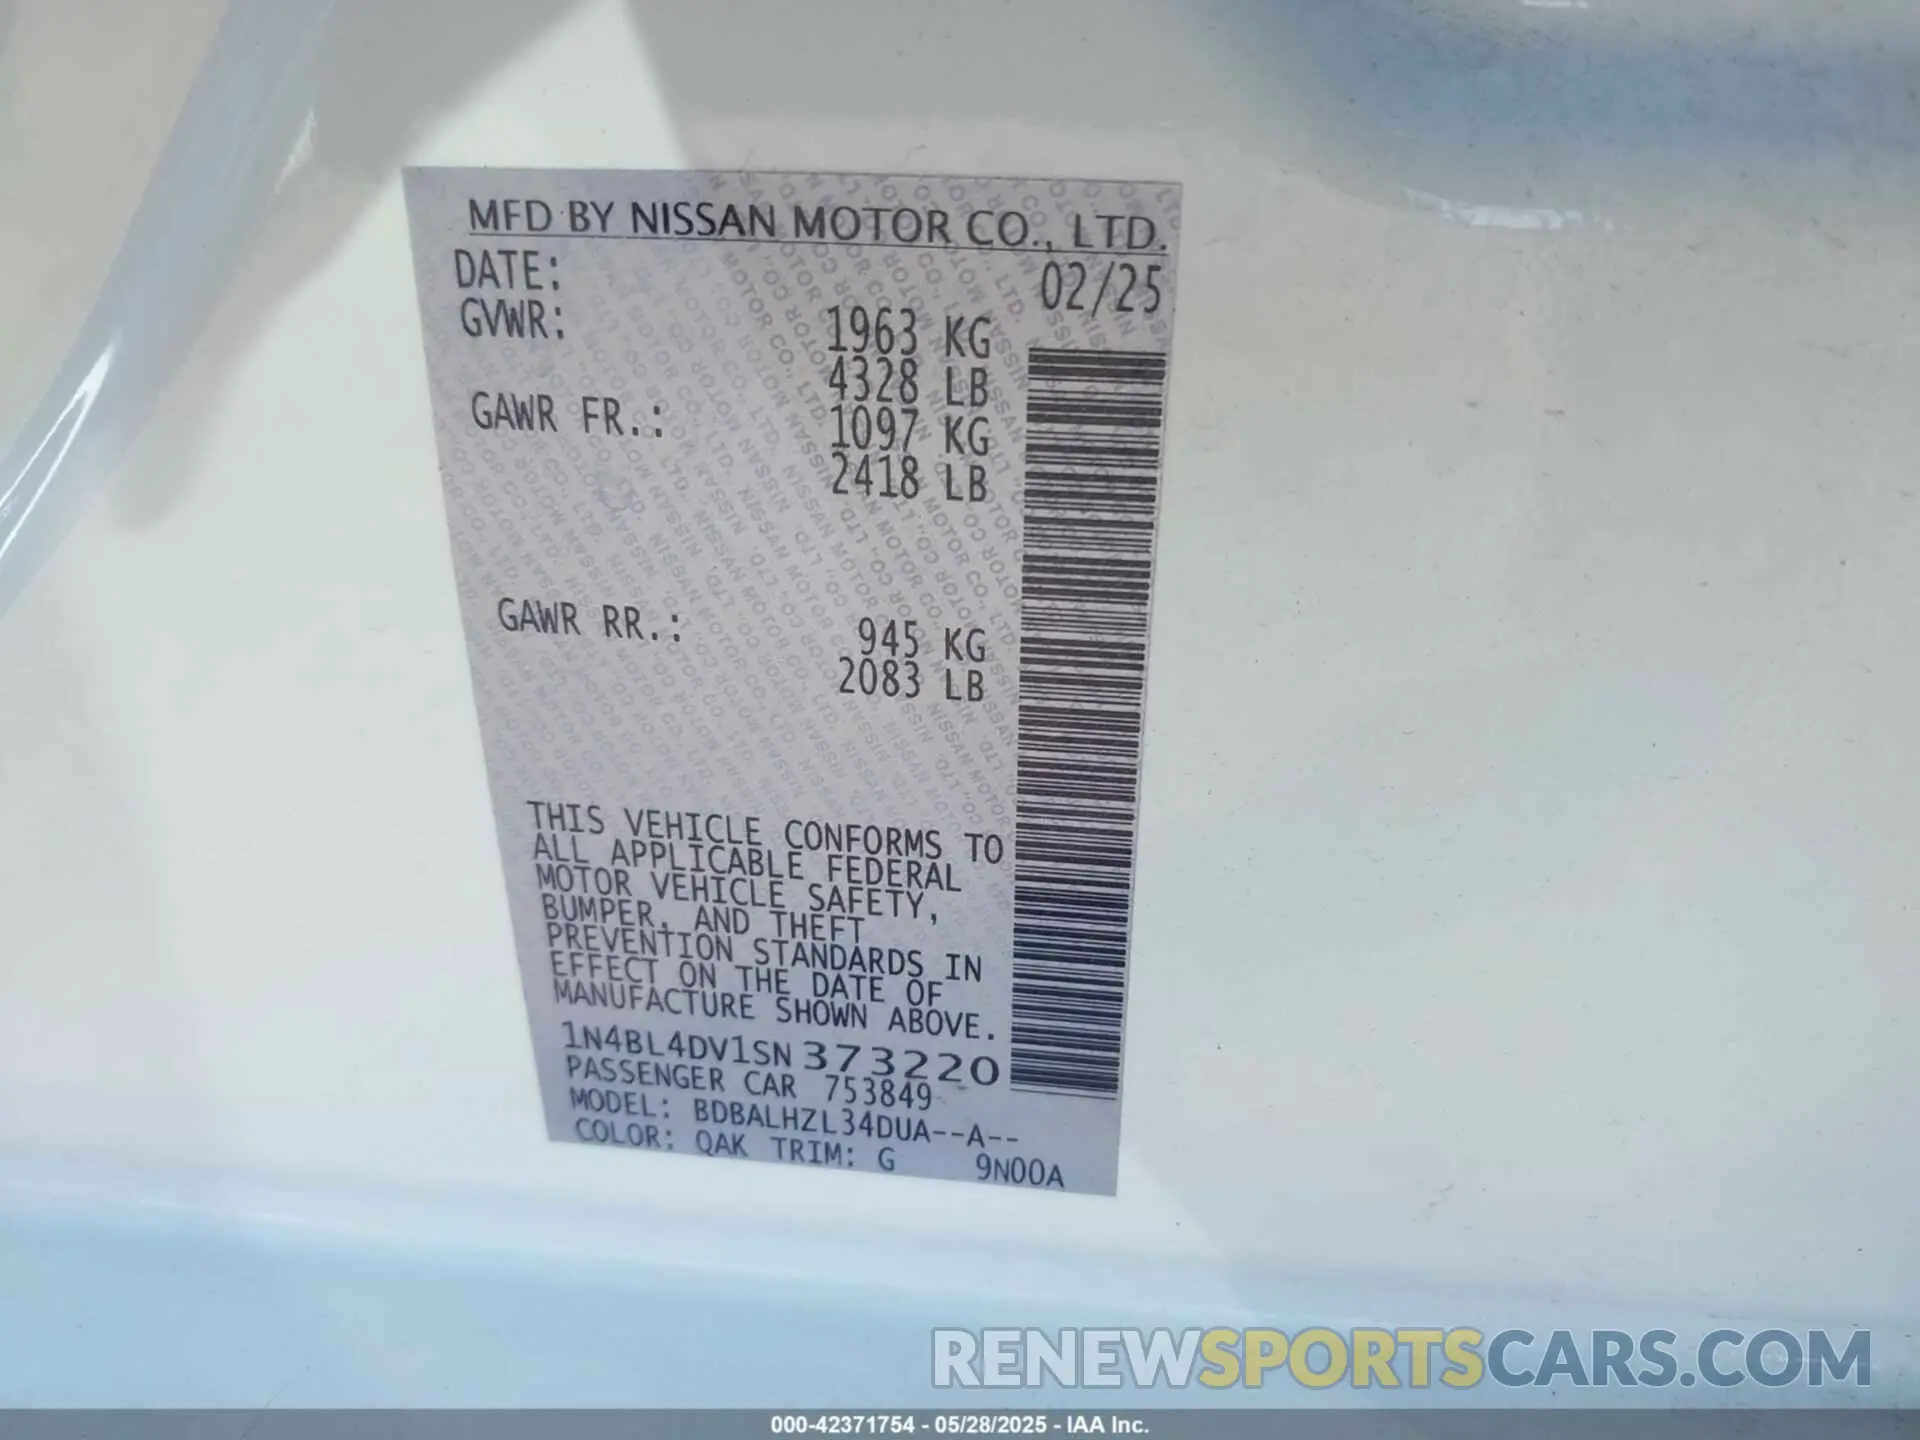 MFD BY NISSAN MOTOR CO., LTD.
DATE: 02/25
GVWR: 1963 KG
4328 LB
GAWR FR.: 1097 KG
2418 LB
GAWR RR.: 945 KG
2083 LB
THIS VEHICLE CONFORMS TO
ALL APPLICABLE FEDERAL
MOTOR VEHICLE SAFETY,
BUMPER, AND THEFT
PREVENTION STANDARDS IN
EFFECT ON THE DATE OF
MANUFACTURE SHOWN ABOVE.
1N4BL4DV1SN373220
PASSENGER CAR 753849
MODEL: BDBALHZL34DUA--A--
COLOR: QAK TRIM: G 9N00A
RENEWSPORTSCARS.COM
000-42371754 - 05/28/2025 - IAA Inc.